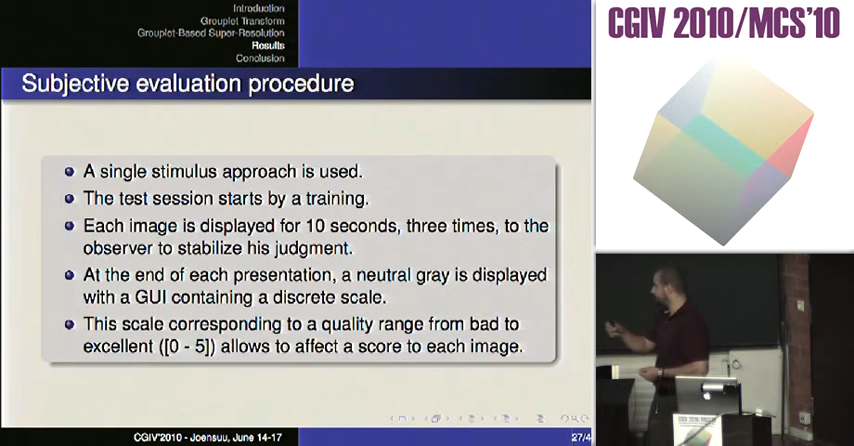 Introduction
Grouplet Transform
Grouplet-Based Super-Resolution
Results
Conclusion
Subjective evaluation procedure
A single stimulus approach is used.
The test session starts by a training.
Each image is displayed for 10 seconds, three times, to the
observer to stabilize his judgment.
At the end of each presentation, a neutral gray is displayed
with a GUI containing a discrete scale.
This scale corresponding to a quality range from bad to
excellent ([0 - 5]) allows to affect a score to each image.
CGIV'2010 - Joensuu, June 14-17
27/4
CGIV 2010/MCS'10